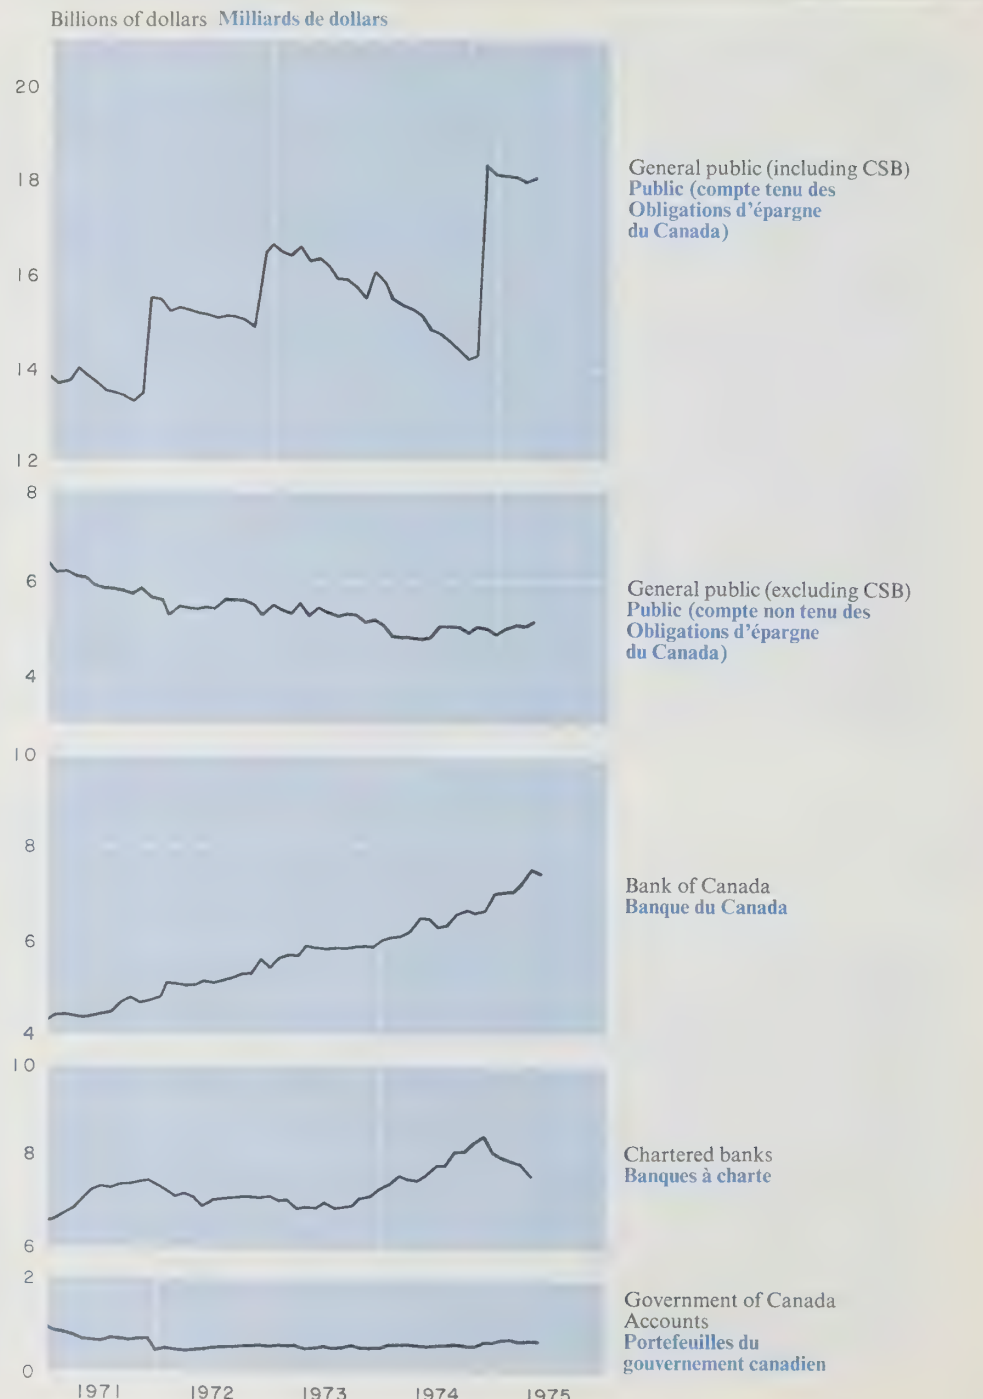 Billions of dollars Milliards de dollars
20
18
16
14
12
General public (including CSB)
Public (compte tenu des
Obligations d'épargne
du Canada)
8
6
4
General public (excluding CSB)
Public (compte non tenu des
Obligations d'épargne
du Canada)
10
8
6
4
Bank of Canada
Banque du Canada
10
8
6
Chartered banks
Banques à charte
2
0
Government of Canada
Accounts
Portefeuilles du
gouvernement canadien
1971 1972 1973 1974 1975